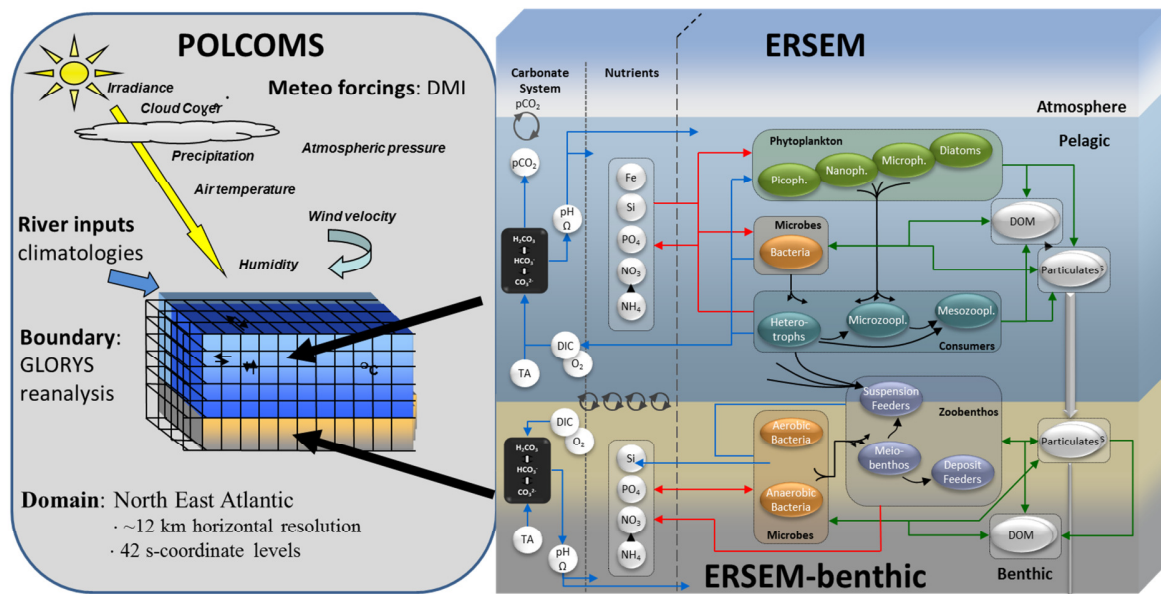 POLCOMS
Irradiance
Cloud Cover
Meteo forcings: DMI
Precipitation
Atmospheric pressure
Air temperature
River inputs
climatologies
Wind velocity
Humidity
Boundary:
GLORYS
reanalysis
°C
Domain: North East Atlantic
· ~12 km horizontal resolution
· 42 s-coordinate levels
ERSEM
Carbonate
System
Nutrients
pCO₂
Atmosphere
Pelagic
pCO₂
pH
Ω
H₂CO₃
HCO₃⁻
CO₃²⁻
DIC
O₂
TA
Fe
Si
PO₄
NO₃
NH₄
Phytoplankton
Picoph.
Nanoph.
Microph.
Diatoms
Microbes
Bacteria
DOM
Particulates
Hetero-
trophs
Microzoopl.
Mesozoopl.
Consumers
Suspension
Feeders
Zoobenthos
Meio-
benthos
Deposit
Feeders
Aerobic
Bacteria
Anaerobic
Bacteria
Microbes
Particulates
DOM
DIC
O₂
H₂CO₃
HCO₃⁻
CO₃²⁻
TA
pH
Ω
Si
PO₄
NO₃
NH₄
Benthic
ERSEM-benthic